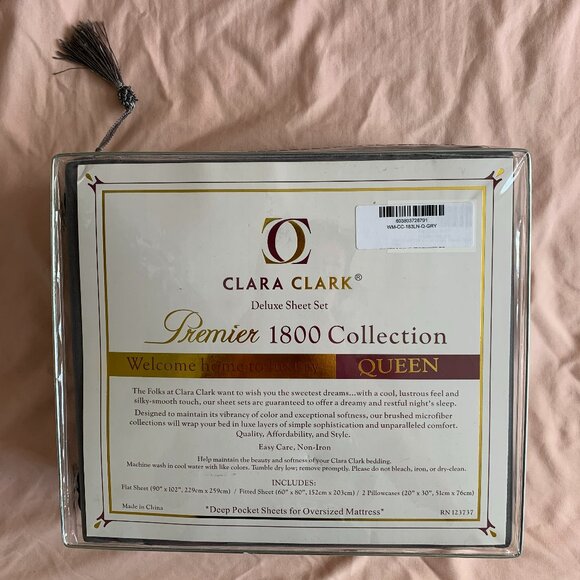 603803728791
WM-CC-183LN-Q-GRY
CLARA CLARK®
Deluxe Sheet Set
Premier 1800 Collection
Welcome home to luxury QUEEN
The Folks at Clara Clark want to wish you the sweetest dreams...with a cool, lustrous feel and
silky-smooth touch, our sheet sets are guaranteed to offer a dreamy and restful night's sleep.
Designed to maintain its vibrancy of color and exceptional softness, our brushed microfiber
collections will wrap your bed in luxe layers of simple sophistication and unparalleled comfort.
Quality, Affordability, and Style.
Easy Care, Non-Iron
Help maintain the beauty and softness of your Clara Clark bedding.
Machine wash in cool water with like colors. Tumble dry low; remove promptly. Please do not bleach, iron, or dry-clean.
INCLUDES:
Flat Sheet (90" x 102", 229cm x 259cm) / Fitted Sheet (60" x 80", 152cm x 203cm) / 2 Pillowcases (20" x 30", 51cm x 76cm)
Made in China "Deep Pocket Sheets for Oversized Mattress" RN 123737